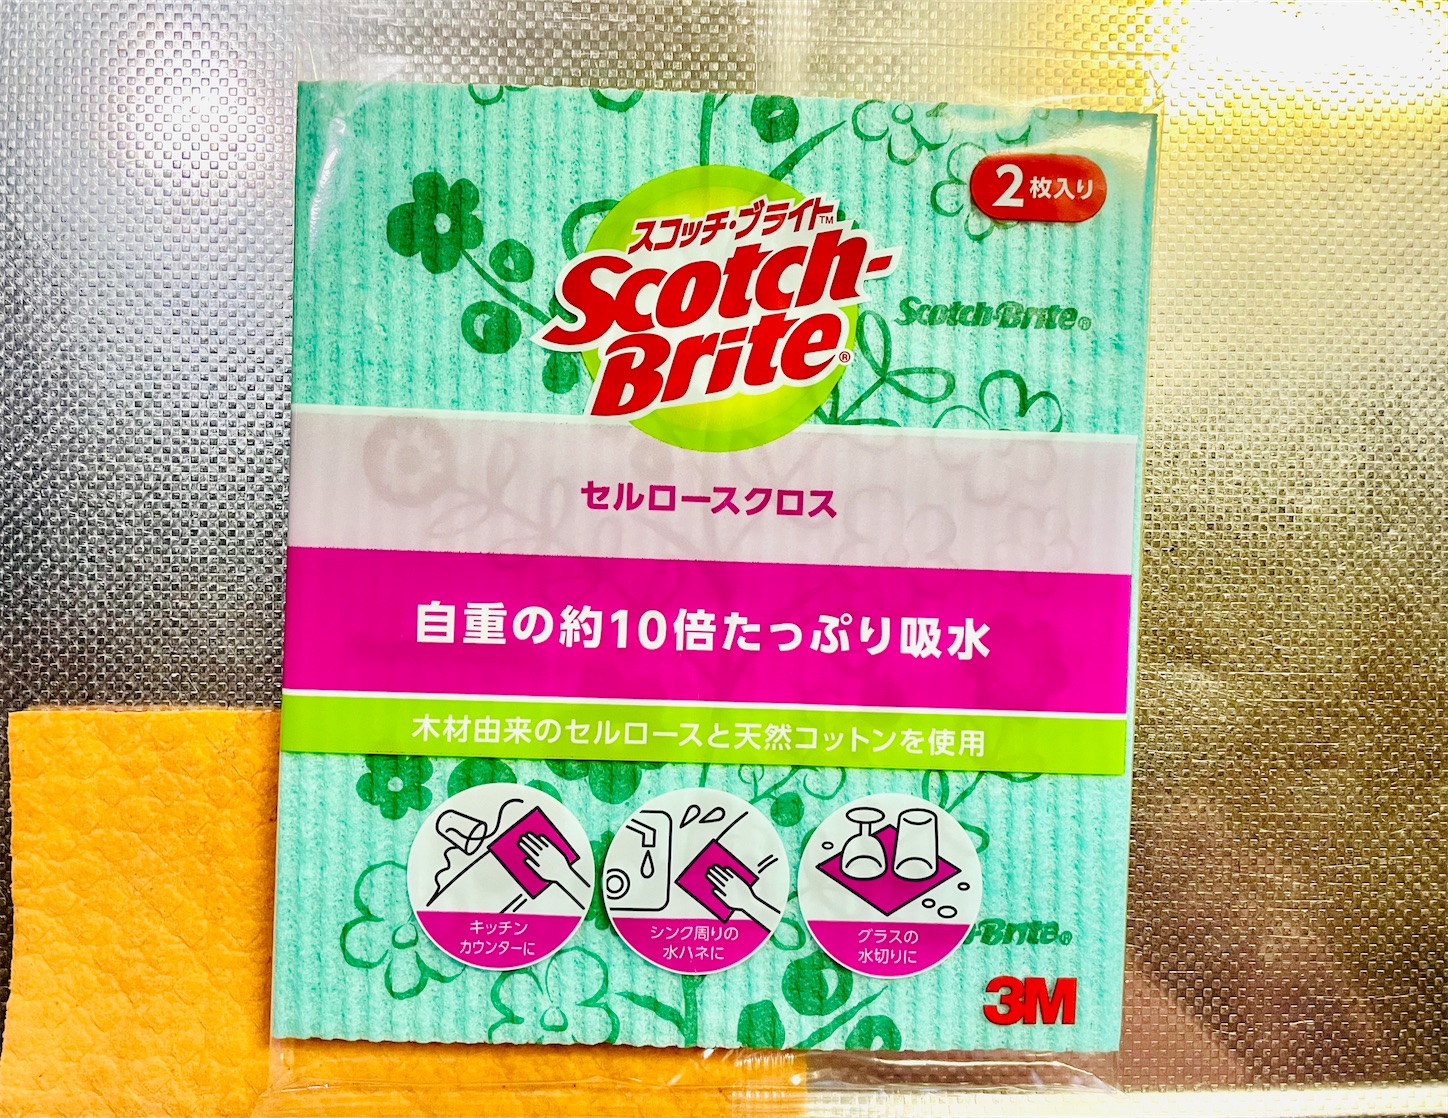 2枚入り
スコッチ・ブライト™
Scotch-
Brite®
Scotch-Brite®
セルロースクロス
自重の約10倍たっぷり吸水
木材由来のセルロースと天然コットンを使用
キッチン
カウンターに
シンク周りの
水ハネに
グラスの
水切りに
-Brite®
3M